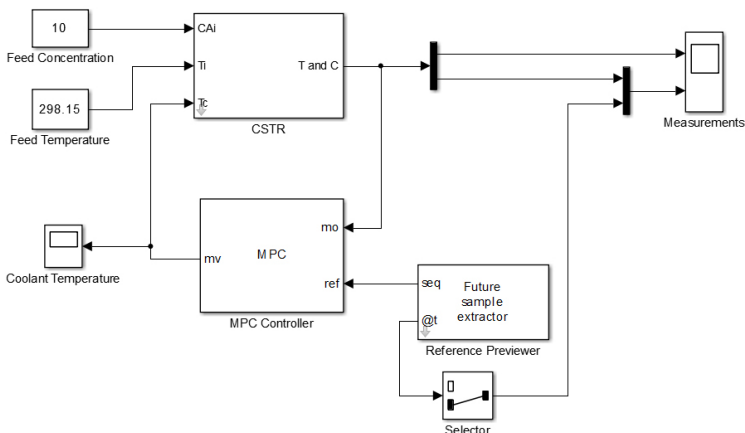 10
CAi
Feed Concentration
Ti
T and C
298.15
Tc
Feed Temperature
CSTR
Measurements
mo
MPC
mv
Coolant Temperature
ref
seq
Future
sample
extractor
MPC Controller
@t
Reference Previewer
Selector